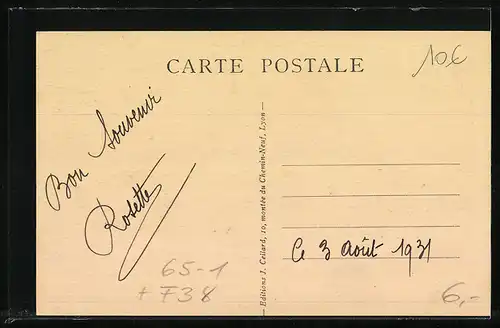 CARTE POSTALE
10€
Bon Souvenir
Rosette
65-1
+ F38
Editions J. Cellard, 10, montée du Chemin-Neuf, Lyon
Ce 3 Août 1931
6,-